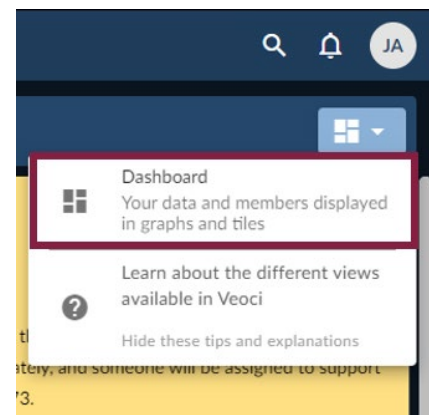 JA
Dashboard
Your data and members displayed
in graphs and tiles
Learn about the different views
available in Veoci
Hide these tips and explanations
ately, and someone will be assigned to support
73.